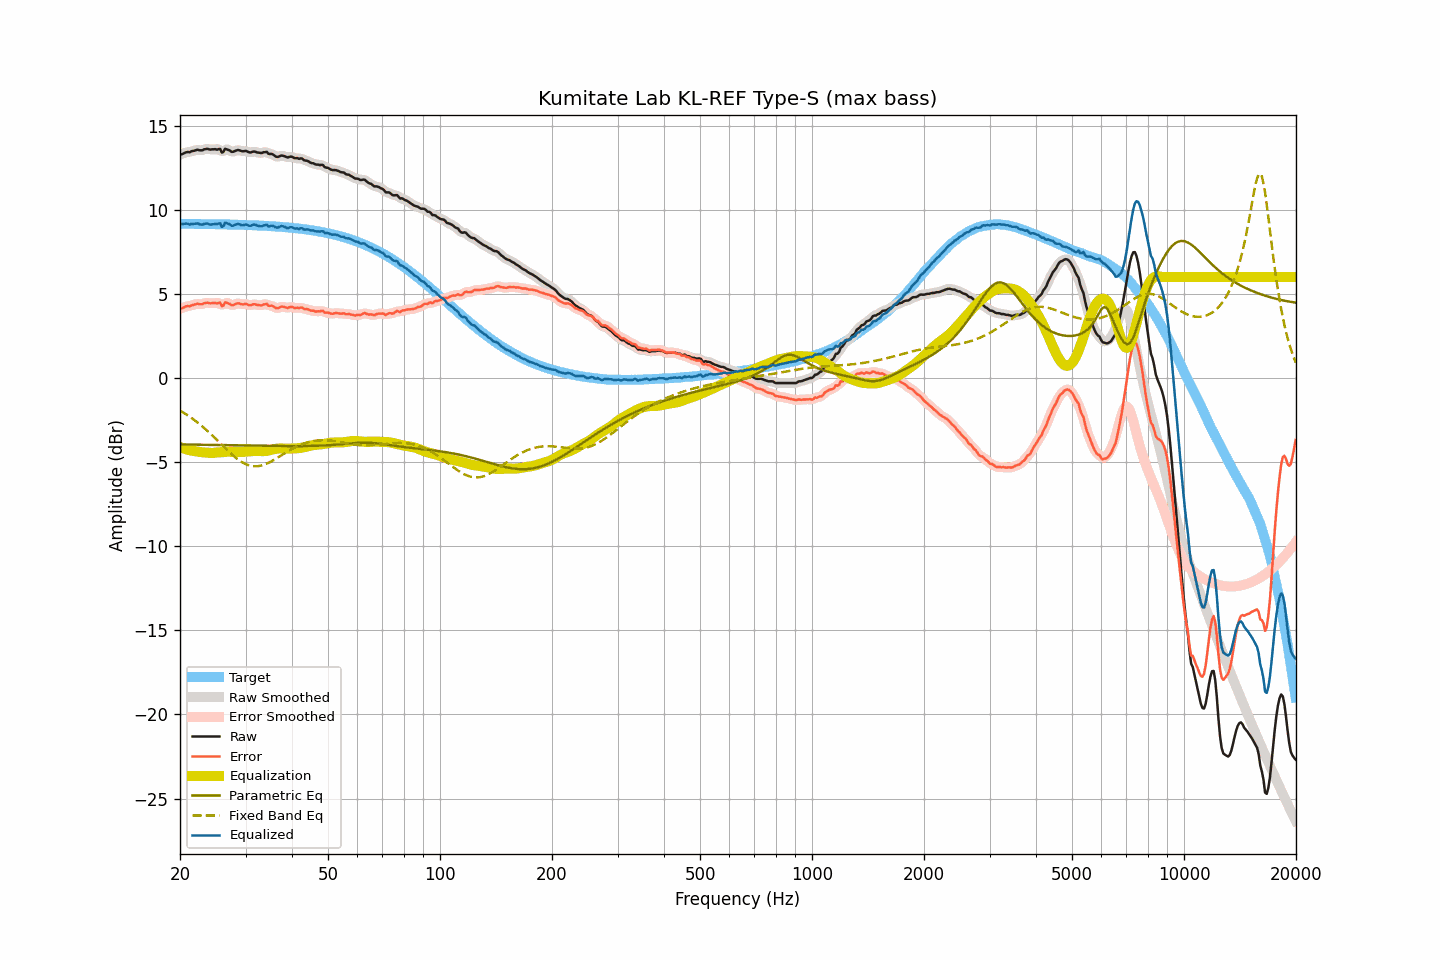 Kumitate Lab KL-REF Type-S (max bass)
15
10
5
0
−5
−10
−15
−20
−25
Amplitude (dBr)
Target
Raw Smoothed
Error Smoothed
Raw
Error
Equalization
Parametric Eq
Fixed Band Eq
Equalized
20 50 100 200 500 1000 2000 5000 10000 20000
Frequency (Hz)